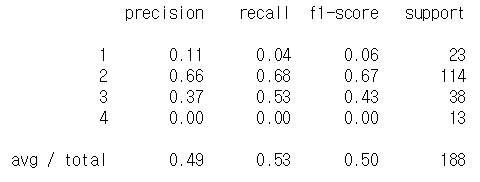 precision recall f1-score support
1 0.11 0.04 0.06 23
2 0.66 0.68 0.67 114
3 0.37 0.53 0.43 38
4 0.00 0.00 0.00 13
avg / total 0.49 0.53 0.50 188